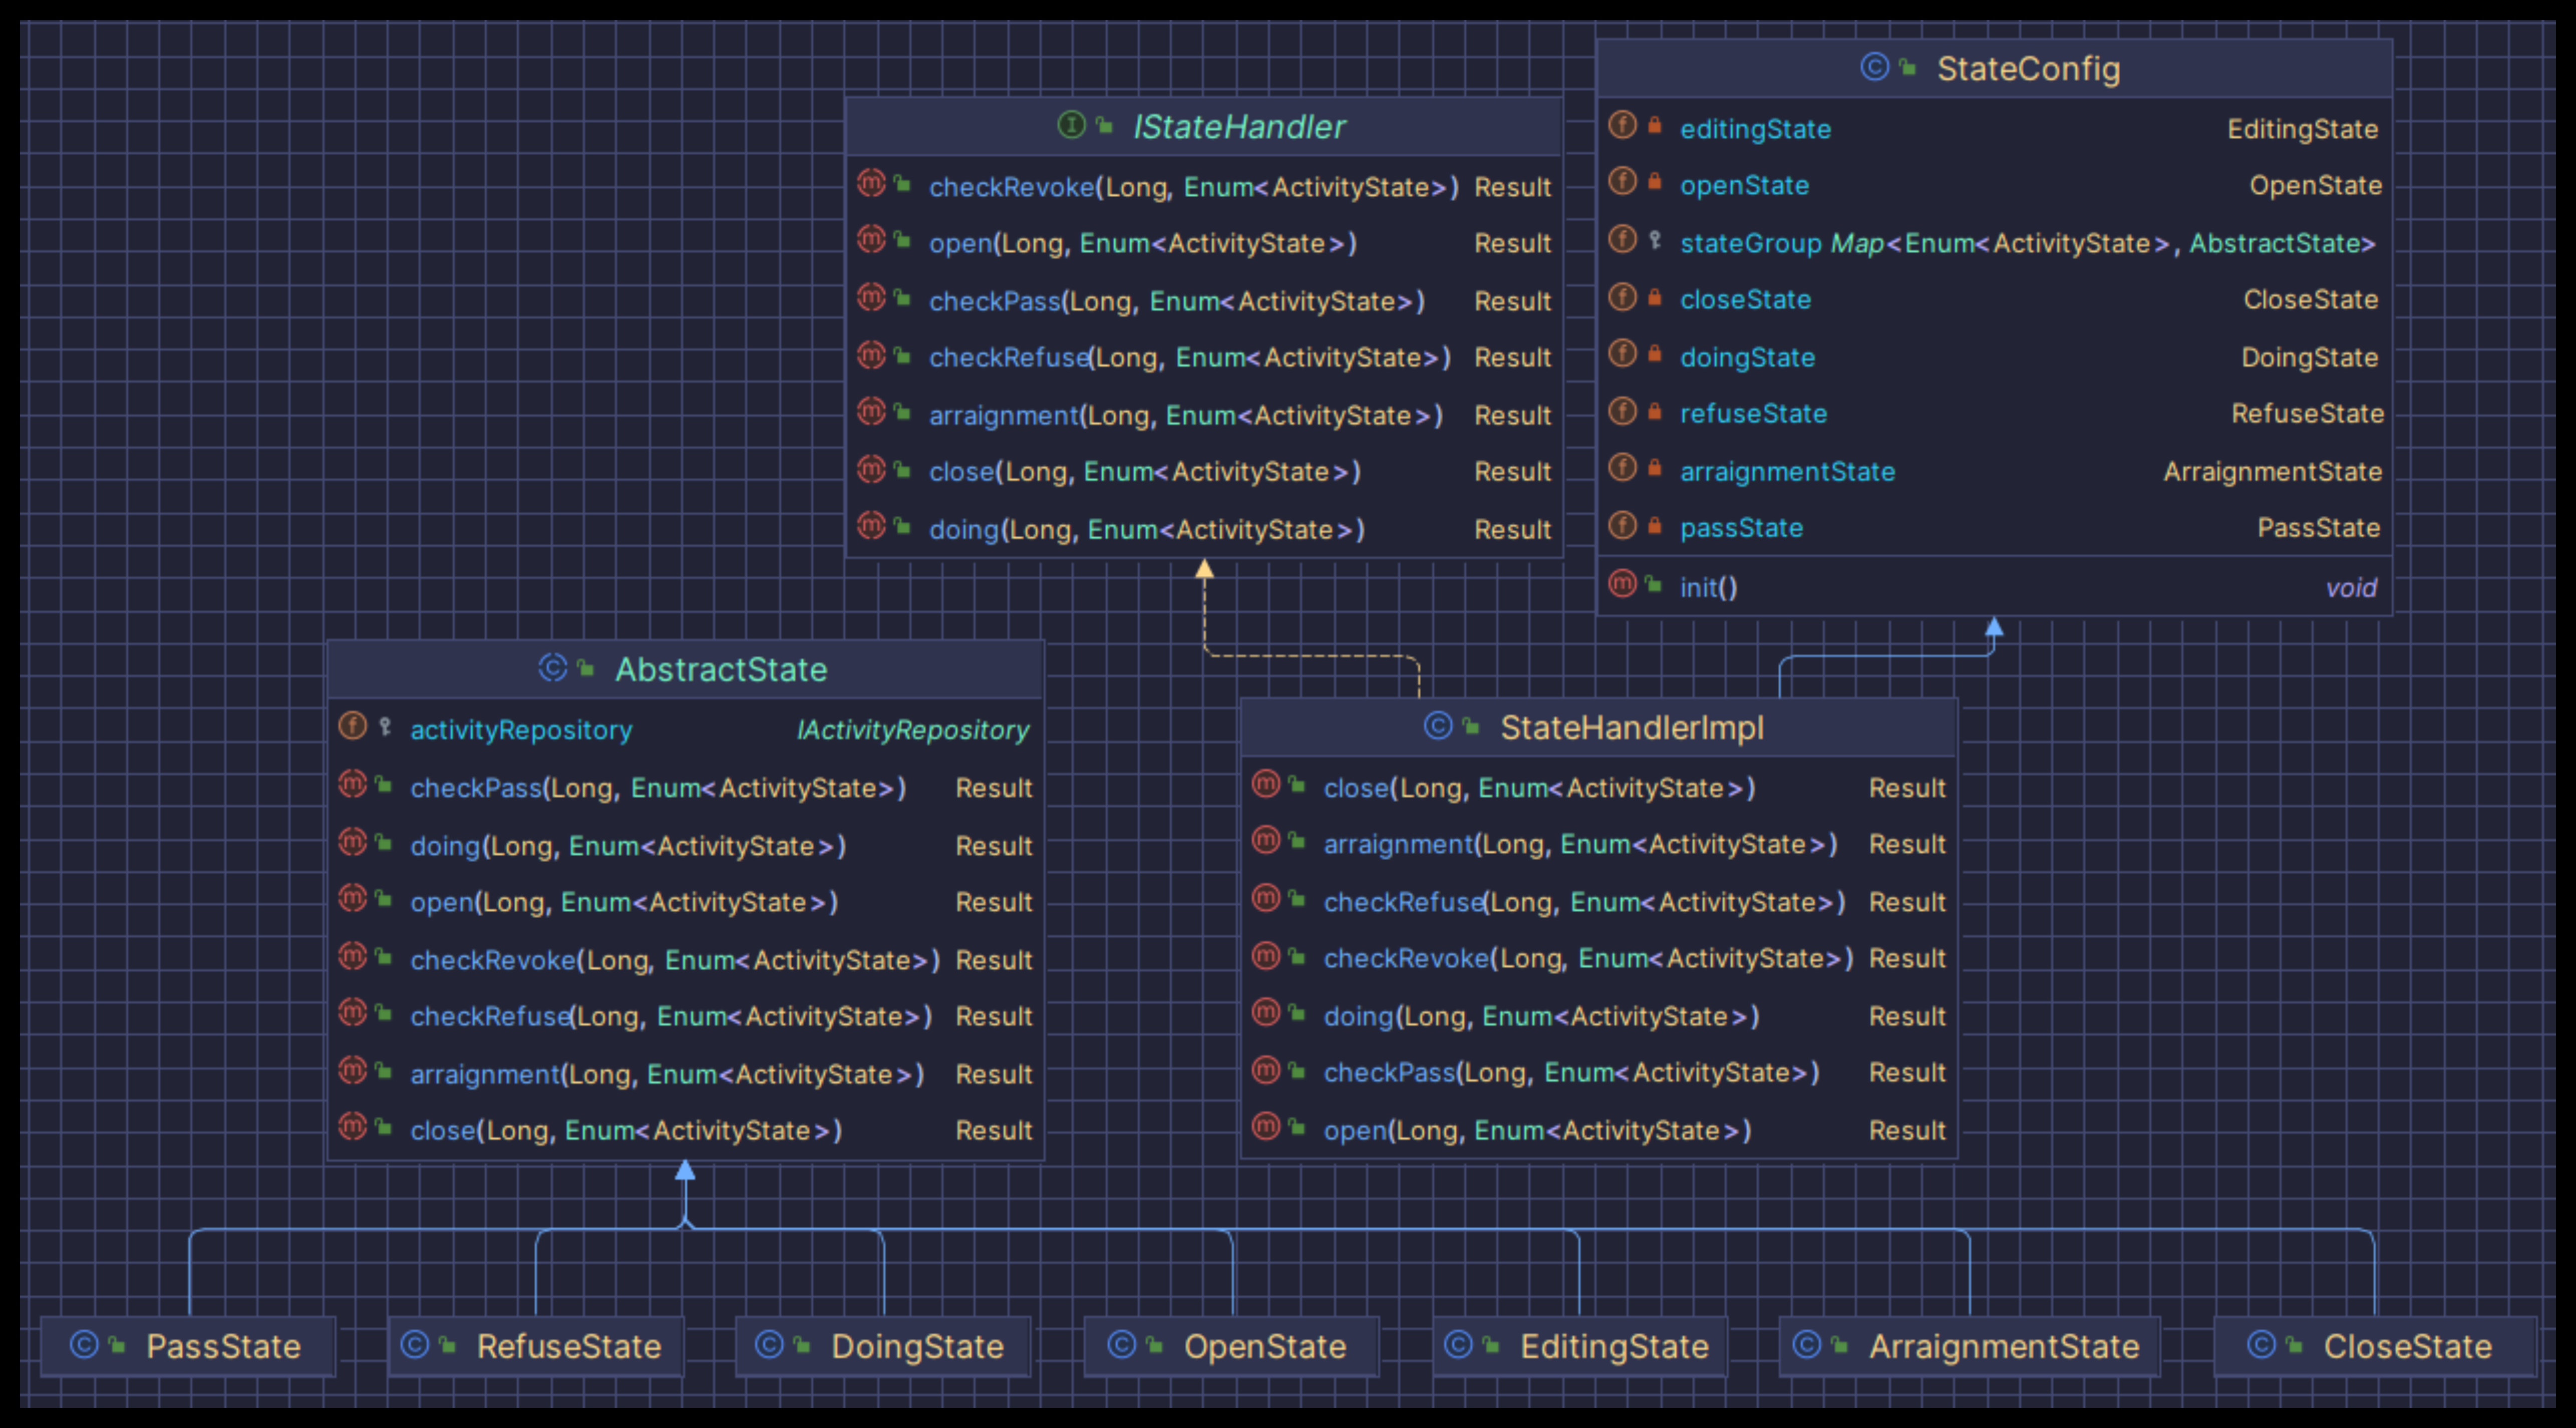 IStateHandler
checkRevoke(Long, Enum<ActivityState>) Result
open(Long, Enum<ActivityState>) Result
checkPass(Long, Enum<ActivityState>) Result
checkRefuse(Long, Enum<ActivityState>) Result
arraignment(Long, Enum<ActivityState>) Result
close(Long, Enum<ActivityState>) Result
doing(Long, Enum<ActivityState>) Result
StateConfig
editingState EditingState
openState OpenState
stateGroup Map<Enum<ActivityState>, AbstractState>
closeState CloseState
doingState DoingState
refuseState RefuseState
arraignmentState ArraignmentState
passState PassState
init() void
AbstractState
activityRepository IActivityRepository
checkPass(Long, Enum<ActivityState>) Result
doing(Long, Enum<ActivityState>) Result
open(Long, Enum<ActivityState>) Result
checkRevoke(Long, Enum<ActivityState>) Result
checkRefuse(Long, Enum<ActivityState>) Result
arraignment(Long, Enum<ActivityState>) Result
close(Long, Enum<ActivityState>) Result
StateHandlerImpl
close(Long, Enum<ActivityState>) Result
arraignment(Long, Enum<ActivityState>) Result
checkRefuse(Long, Enum<ActivityState>) Result
checkRevoke(Long, Enum<ActivityState>) Result
doing(Long, Enum<ActivityState>) Result
checkPass(Long, Enum<ActivityState>) Result
open(Long, Enum<ActivityState>) Result
PassState
RefuseState
DoingState
OpenState
EditingState
ArraignmentState
CloseState